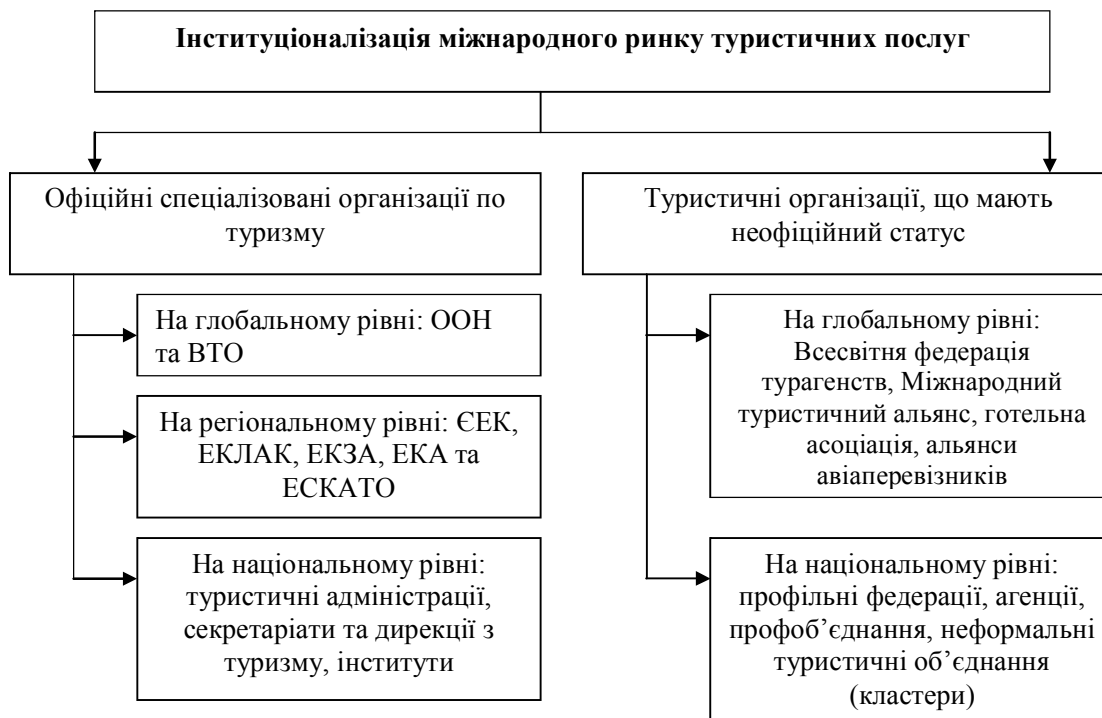 Інституціоналізація міжнародного ринку туристичних послуг
Офіційні спеціалізовані організації по
туризму
На глобальному рівні: ООН
та ВТО
На регіональному рівні: ЄЕК,
ЕКЛАК, ЕКЗА, ЕКА та
ЕСКАТО
На національному рівні:
туристичні адміністрації,
секретаріати та дирекції з
туризму, інститути
Туристичні організації, що мають
неофіційний статус
На глобальному рівні:
Всесвітня федерація
турагенств, Міжнародний
туристичний альянс, готельна
асоціація, альянси
авіаперевізників
На національному рівні:
профільні федерації, агенції,
профоб’єднання, неформальні
туристичні об’єднання
(кластери)